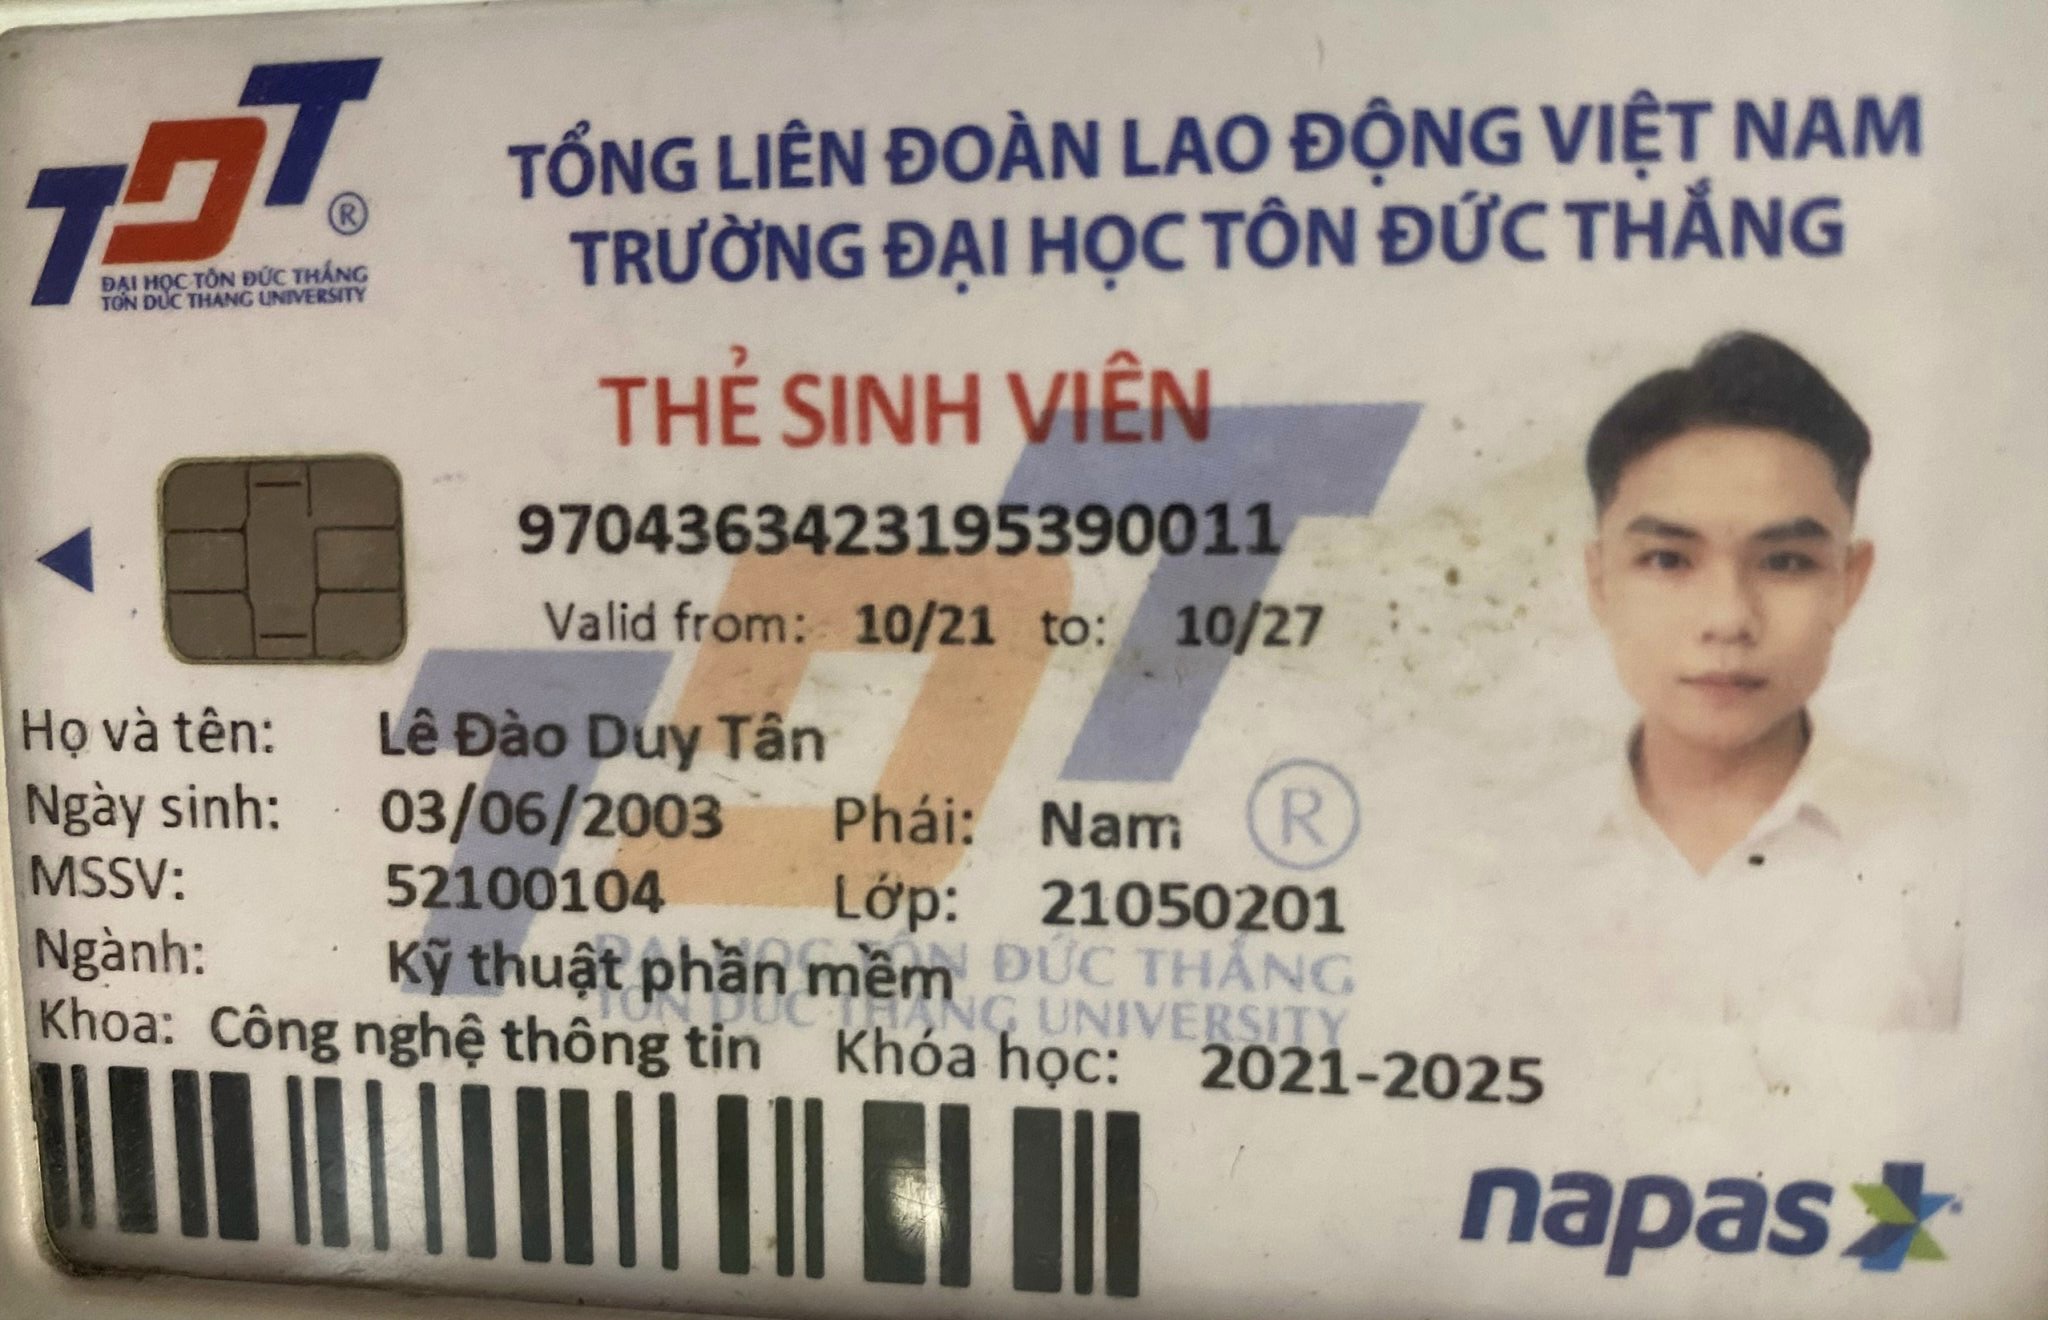 TDT ®
ĐẠI HỌC TÔN ĐỨC THẮNG
TON DUC THANG UNIVERSITY
TỔNG LIÊN ĐOÀN LAO ĐỘNG VIỆT NAM
TRƯỜNG ĐẠI HỌC TÔN ĐỨC THẮNG
THẺ SINH VIÊN
9704363423195390011
Valid from: 10/21 to: 10/27
Họ và tên: Lê Đào Duy Tân
Ngày sinh: 03/06/2003 Phái: Nam
MSSV: 52100104 Lớp: 21050201
Ngành: Kỹ thuật phần mềm
Khoa: Công nghệ thông tin Khóa học: 2021-2025
TDT ®
ĐẠI HỌC TÔN ĐỨC THẮNG
TON DUC THANG UNIVERSITY
napas